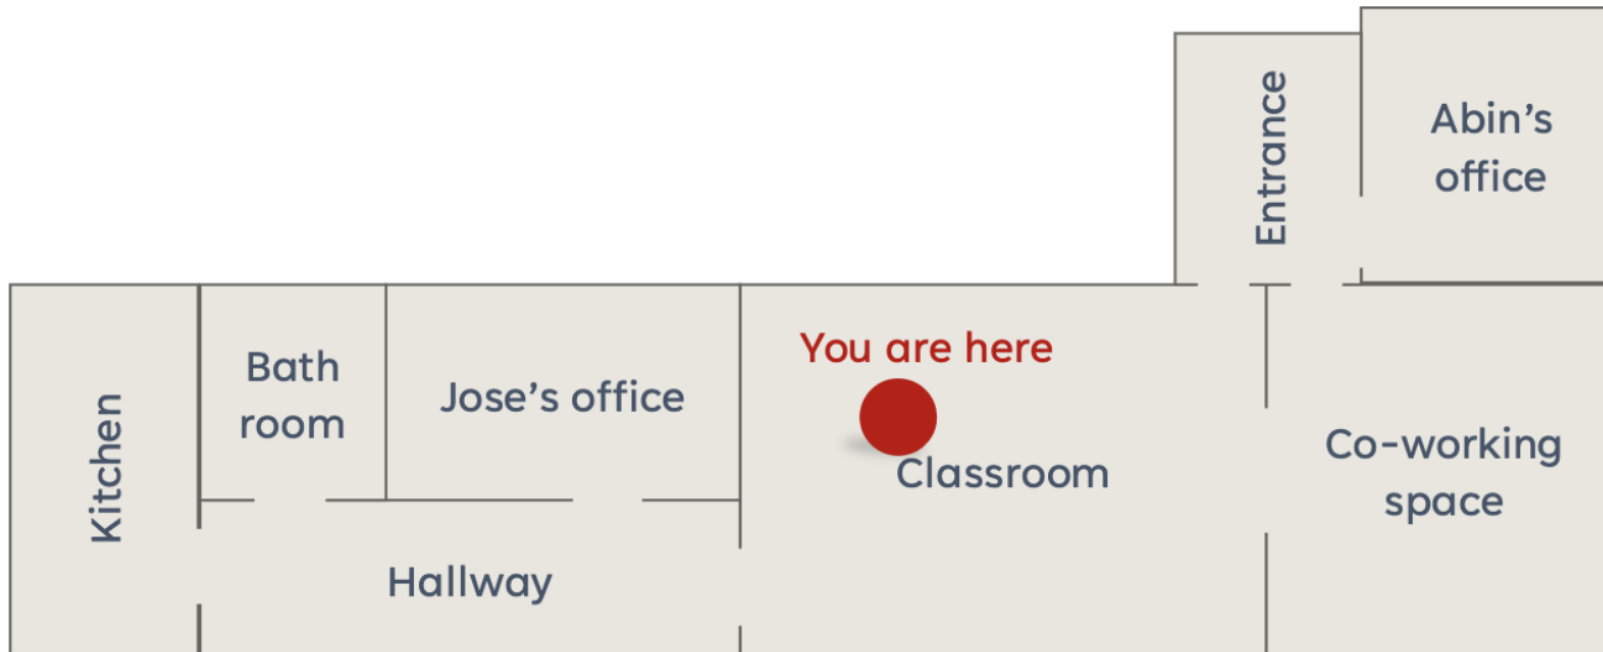 Entrance
Abin’s
office
You are here
Bath
room
Jose’s office
Kitchen
Classroom
Co-working
space
Hallway